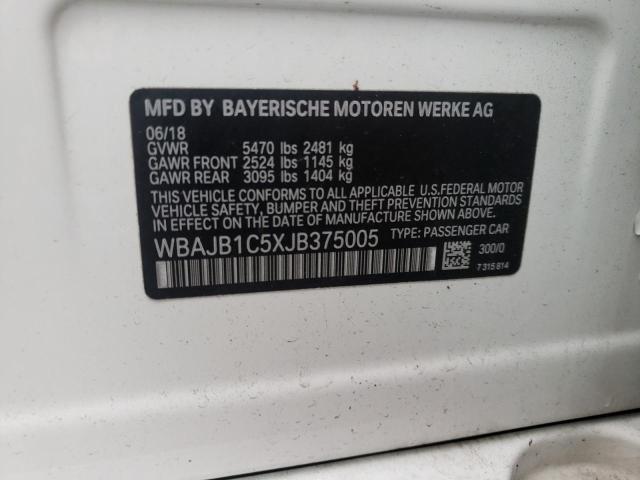 MFD BY BAYERISCHE MOTOREN WERKE AG
06/18
GVWR 5470 lbs 2481 kg
GAWR FRONT 2524 lbs 1145 kg
GAWR REAR 3095 lbs 1404 kg
THIS VEHICLE CONFORMS TO ALL APPLICABLE U.S.FEDERAL MOTOR
VEHICLE SAFETY, BUMPER AND THEFT PREVENTION STANDARDS
IN EFFECT ON THE DATE OF MANUFACTURE SHOWN ABOVE.
WBAJB1C5XJB375005 TYPE: PASSENGER CAR
300/0
7 315 814